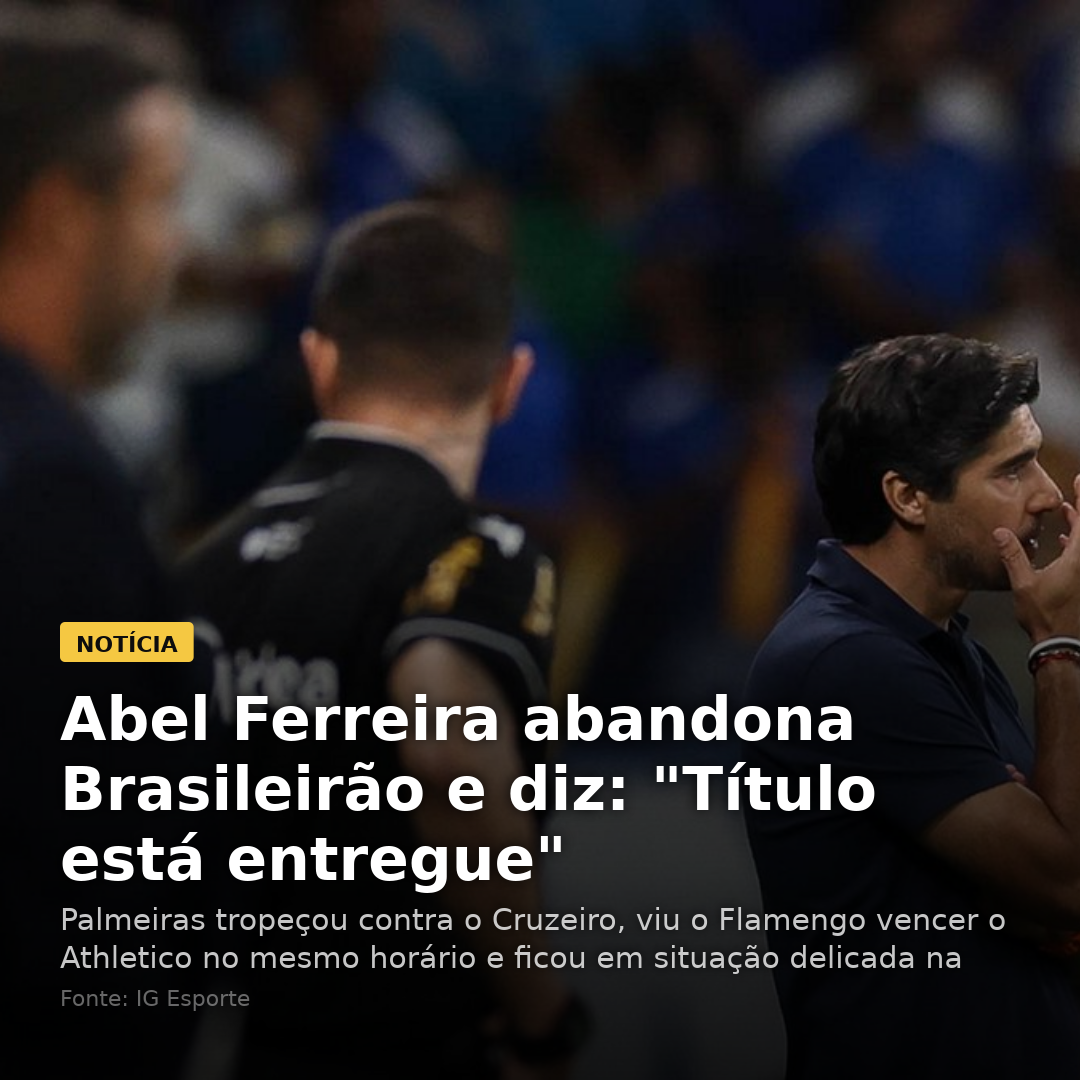 NOTÍCIA
Abel Ferreira abandona
Brasileirão e diz: "Título
está entregue"
Palmeiras tropeçou contra o Cruzeiro, viu o Flamengo vencer o
Athletico no mesmo horário e ficou em situação delicada na
Fonte: IG Esporte